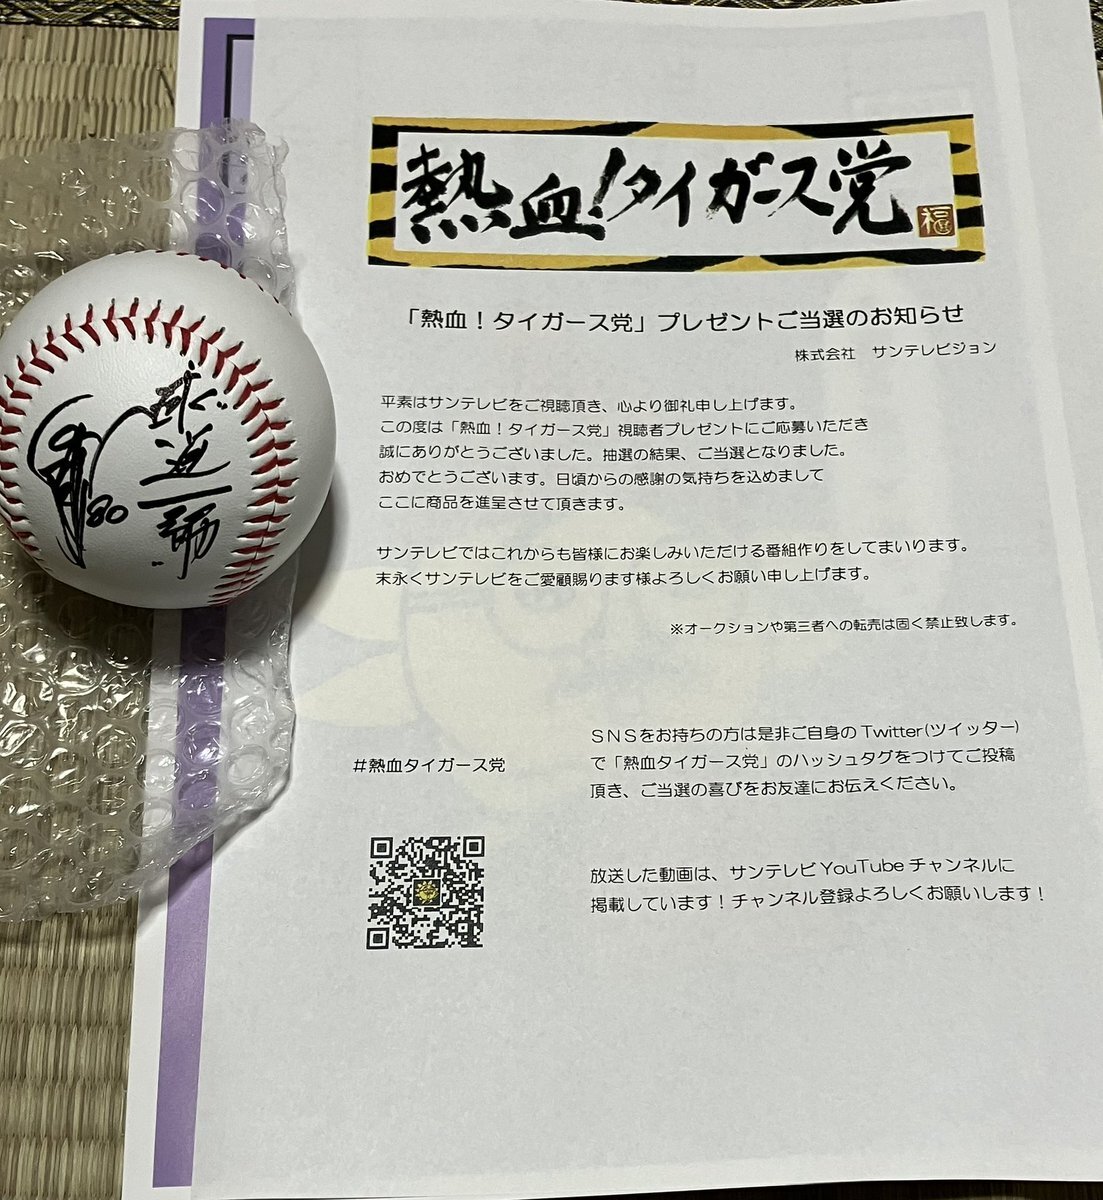 熱血!タイガース党
福
「熱血!タイガース党」プレゼントご当選のお知らせ
株式会社 サンテレビジョン
平素はサンテレビをご視聴頂き、心より御礼申し上げます。
この度は「熱血!タイガース党」視聴者プレゼントにご応募いただき
誠にありがとうございました。抽選の結果、ご当選となりました。
おめでとうございます。日頃からの感謝の気持ちを込めまして
ここに商品を進呈させて頂きます。
サンテレビではこれからも皆様にお楽しみいただける番組作りをしてまいります。
末永くサンテレビをご愛顧賜ります様よろしくお願い申し上げます。
※オークションや第三者への転売は固く禁止致します。
SNSをお持ちの方は是非ご自身のTwitter(ツイッター)
で「熱血タイガース党」のハッシュタグをつけてご投稿
頂き、ご当選の喜びをお友達にお伝えください。
#熱血タイガース党
放送した動画は、サンテレビYouTubeチャンネルに
掲載しています!チャンネル登録よろしくお願いします!
80